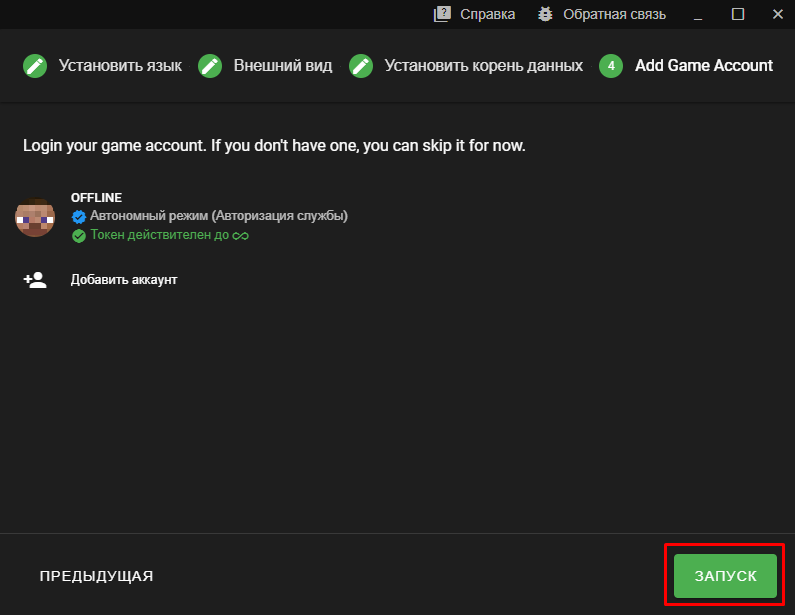 Справка Обратная связь
Установить язык Внешний вид Установить корень данных 4 Add Game Account
Login your game account. If you don't have one, you can skip it for now.
OFFLINE
Автономный режим (Авторизация службы)
Токен действителен до ∞
Добавить аккаунт
ПРЕДЫДУЩАЯ ЗАПУСК